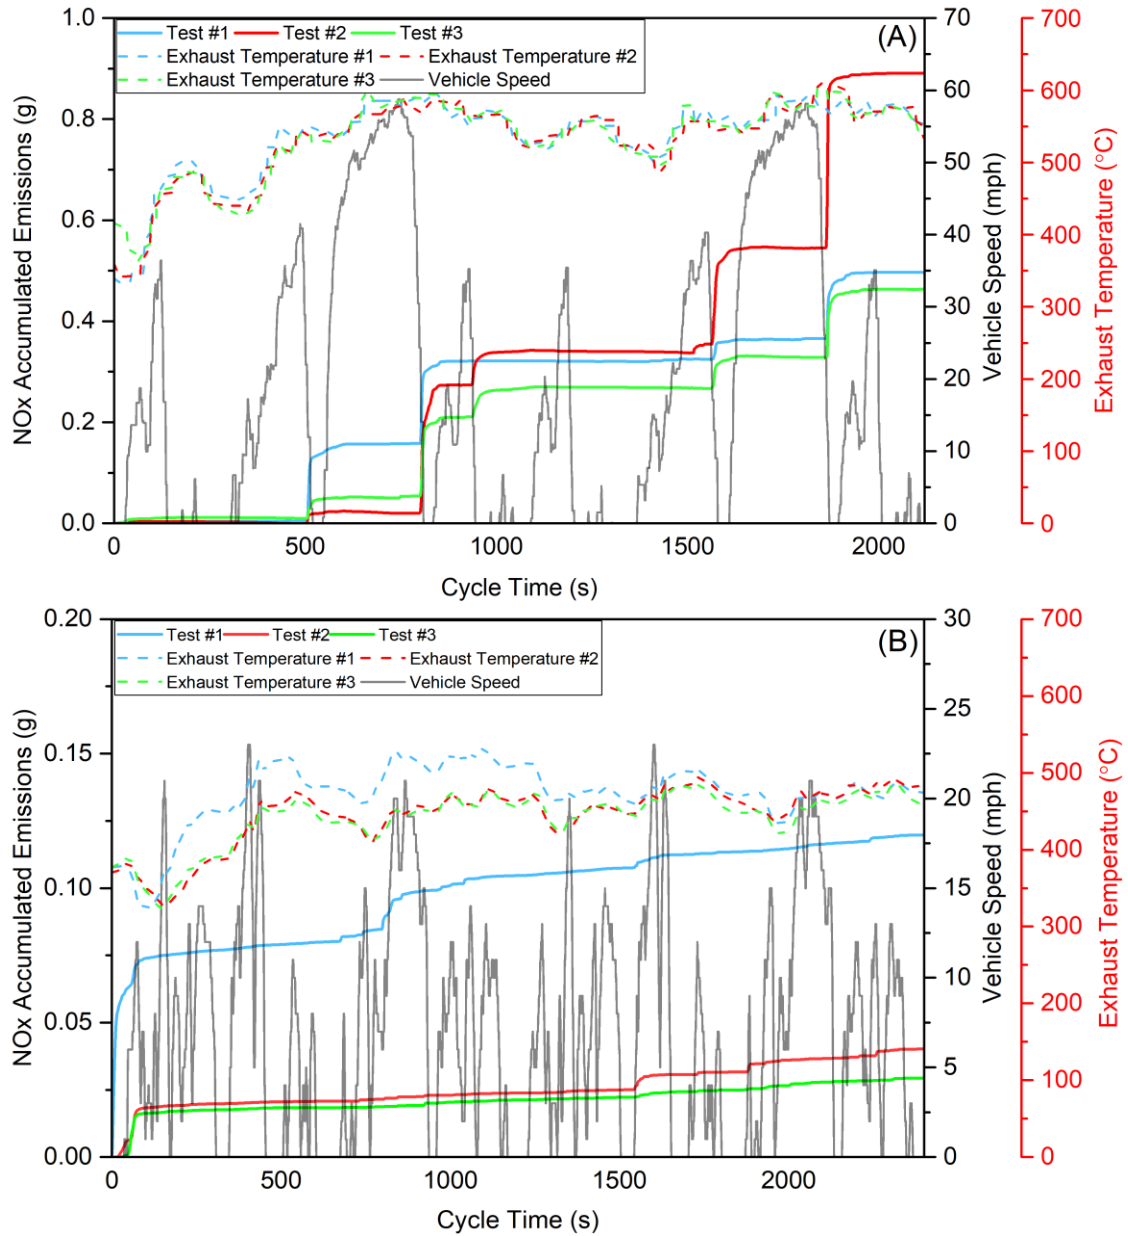 (A)
Test #1 Test #2 Test #3
Exhaust Temperature #1 Exhaust Temperature #2
Exhaust Temperature #3 Vehicle Speed
NOx Accumulated Emissions (g)
1.0
0.8
0.6
0.4
0.2
0.0
0 500 1000 1500 2000
Cycle Time (s)
70
60
50
40
30
20
10
0
Vehicle Speed (mph)
700
600
500
400
300
200
100
0
Exhaust Temperature (°C)
(B)
Test #1 Test #2 Test #3
Exhaust Temperature #1 Exhaust Temperature #2
Exhaust Temperature #3 Vehicle Speed
NOx Accumulated Emissions (g)
0.20
0.15
0.10
0.05
0.00
0 500 1000 1500 2000
Cycle Time (s)
30
25
20
15
10
5
0
Vehicle Speed (mph)
700
600
500
400
300
200
100
0
Exhaust Temperature (°C)